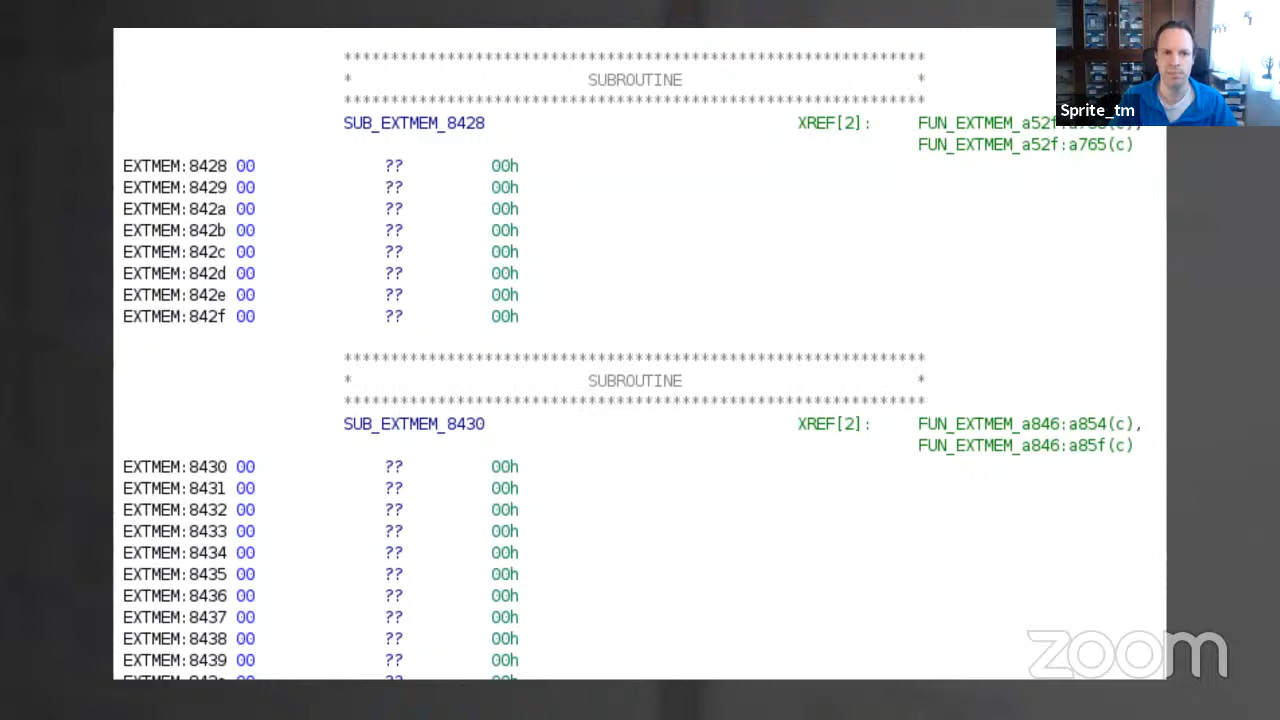 **************************************************************
* SUBROUTINE *
**************************************************************
SUB_EXTMEM_8428 XREF[2]: FUN_EXTMEM_a52f:
FUN_EXTMEM_a52f:a765(c)
EXTMEM:8428 00 ?? 00h
EXTMEM:8429 00 ?? 00h
EXTMEM:842a 00 ?? 00h
EXTMEM:842b 00 ?? 00h
EXTMEM:842c 00 ?? 00h
EXTMEM:842d 00 ?? 00h
EXTMEM:842e 00 ?? 00h
EXTMEM:842f 00 ?? 00h
**************************************************************
* SUBROUTINE *
**************************************************************
SUB_EXTMEM_8430 XREF[2]: FUN_EXTMEM_a846:a854(c),
FUN_EXTMEM_a846:a85f(c)
EXTMEM:8430 00 ?? 00h
EXTMEM:8431 00 ?? 00h
EXTMEM:8432 00 ?? 00h
EXTMEM:8433 00 ?? 00h
EXTMEM:8434 00 ?? 00h
EXTMEM:8435 00 ?? 00h
EXTMEM:8436 00 ?? 00h
EXTMEM:8437 00 ?? 00h
EXTMEM:8438 00 ?? 00h
EXTMEM:8439 00 ?? 00h
Sprite_tm
zoom